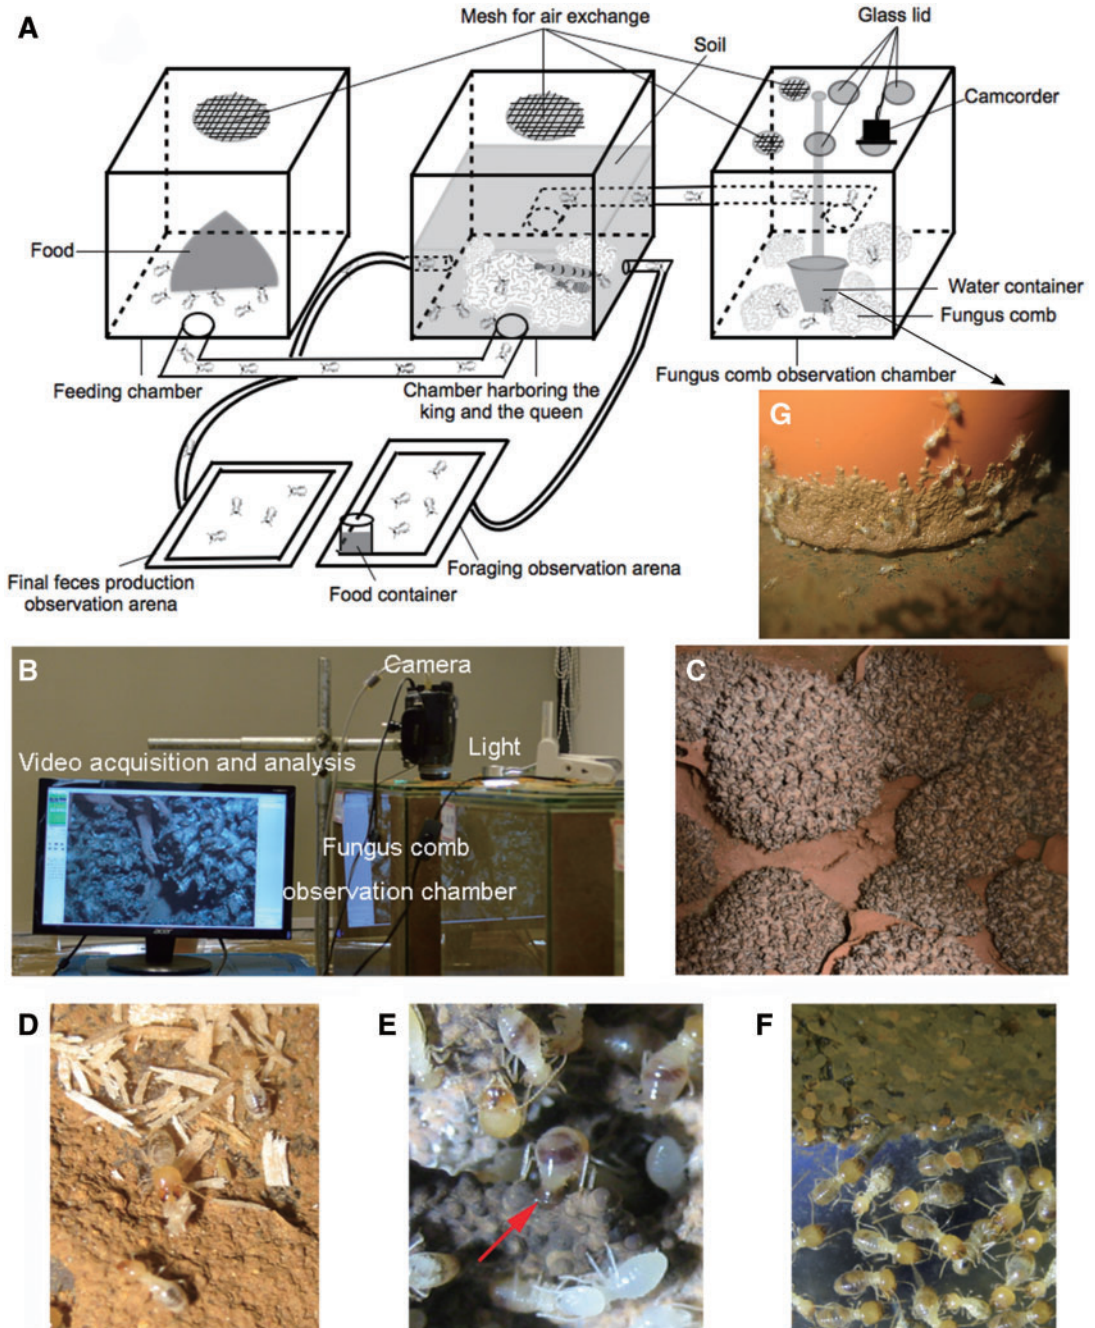 A
Mesh for air exchange
Glass lid
Soil
Camcorder
Food
Water container
Fungus comb
Feeding chamber
Chamber harboring the
king and the queen
Fungus comb observation chamber
G
Final feces production
observation arena
Food container
Foraging observation arena
B
Camera
Light
Video acquisition and analysis
Fungus comb
observation chamber
acer
C
D
E
F